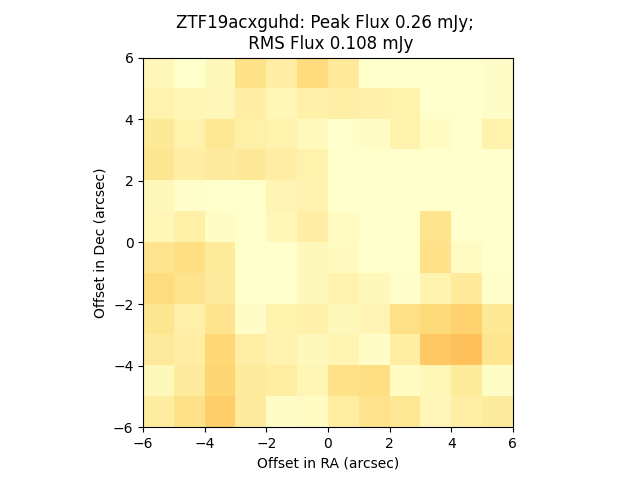 ZTF19acxguhd: Peak Flux 0.26 mJy;
RMS Flux 0.108 mJy
6
4
2
0
−2
−4
−6
Offset in Dec (arcsec)
−6 −4 −2 0 2 4 6
Offset in RA (arcsec)